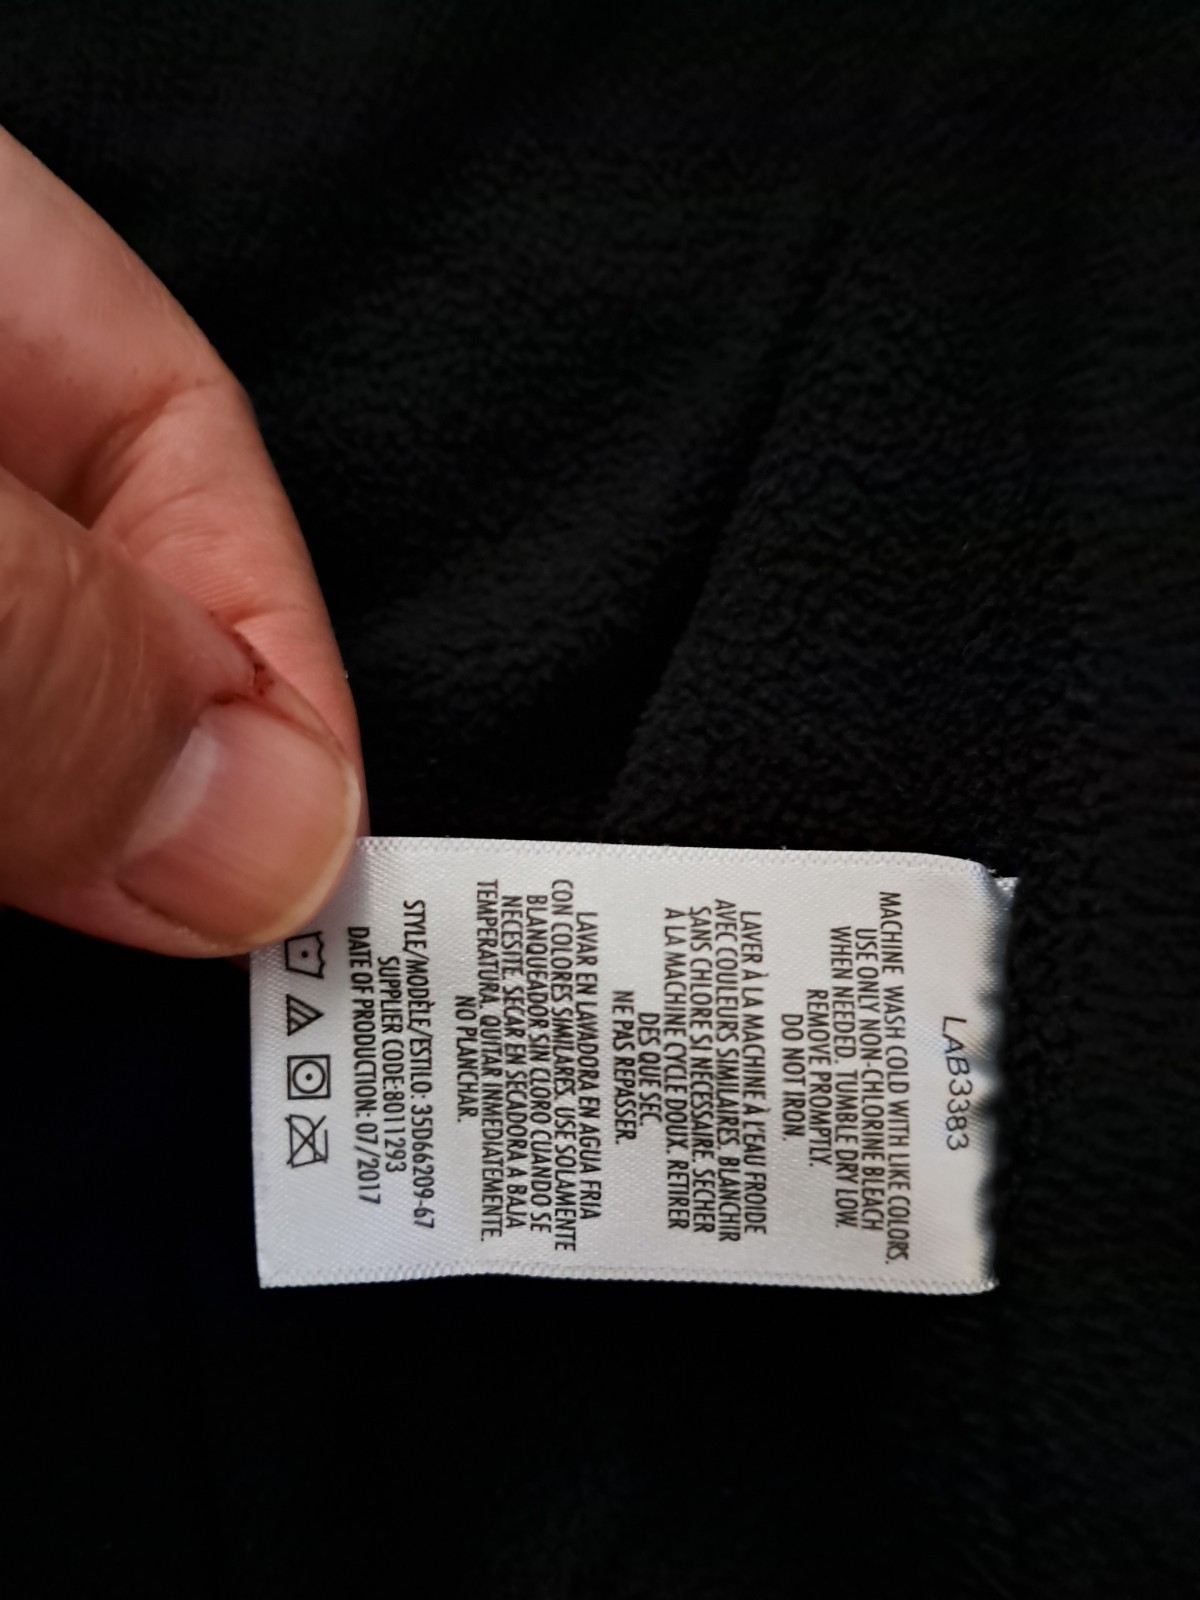 LAB3383
MACHINE WASH COLD WITH LIKE COLORS.
USE ONLY NON-CHLORINE BLEACH
WHEN NEEDED. TUMBLE DRY LOW.
REMOVE PROMPTLY.
DO NOT IRON.
LAVER À LA MACHINE À L'EAU FROIDE
AVEC COULEURS SIMILAIRES. BLANCHIR
SANS CHLORE SI NÉCESSAIRE. SÉCHER
À LA MACHINE CYCLE DOUX. RETIRER
DÈS QUE SEC.
NE PAS REPASSER.
LAVAR EN LAVADORA EN AGUA FRIA
CON COLORES SIMILARES. USE SOLAMENTE
BLANQUEADOR SIN CLORO CUANDO SE
NECESITE. SECAR EN SECADORA A BAJA
TEMPERATURA. QUITAR INMEDIATEMENTE.
NO PLANCHAR.
STYLE/MODÈLE/ESTILO: 35D66209-67
SUPPLIER CODE:8011293
DATE OF PRODUCTION: 07/2017